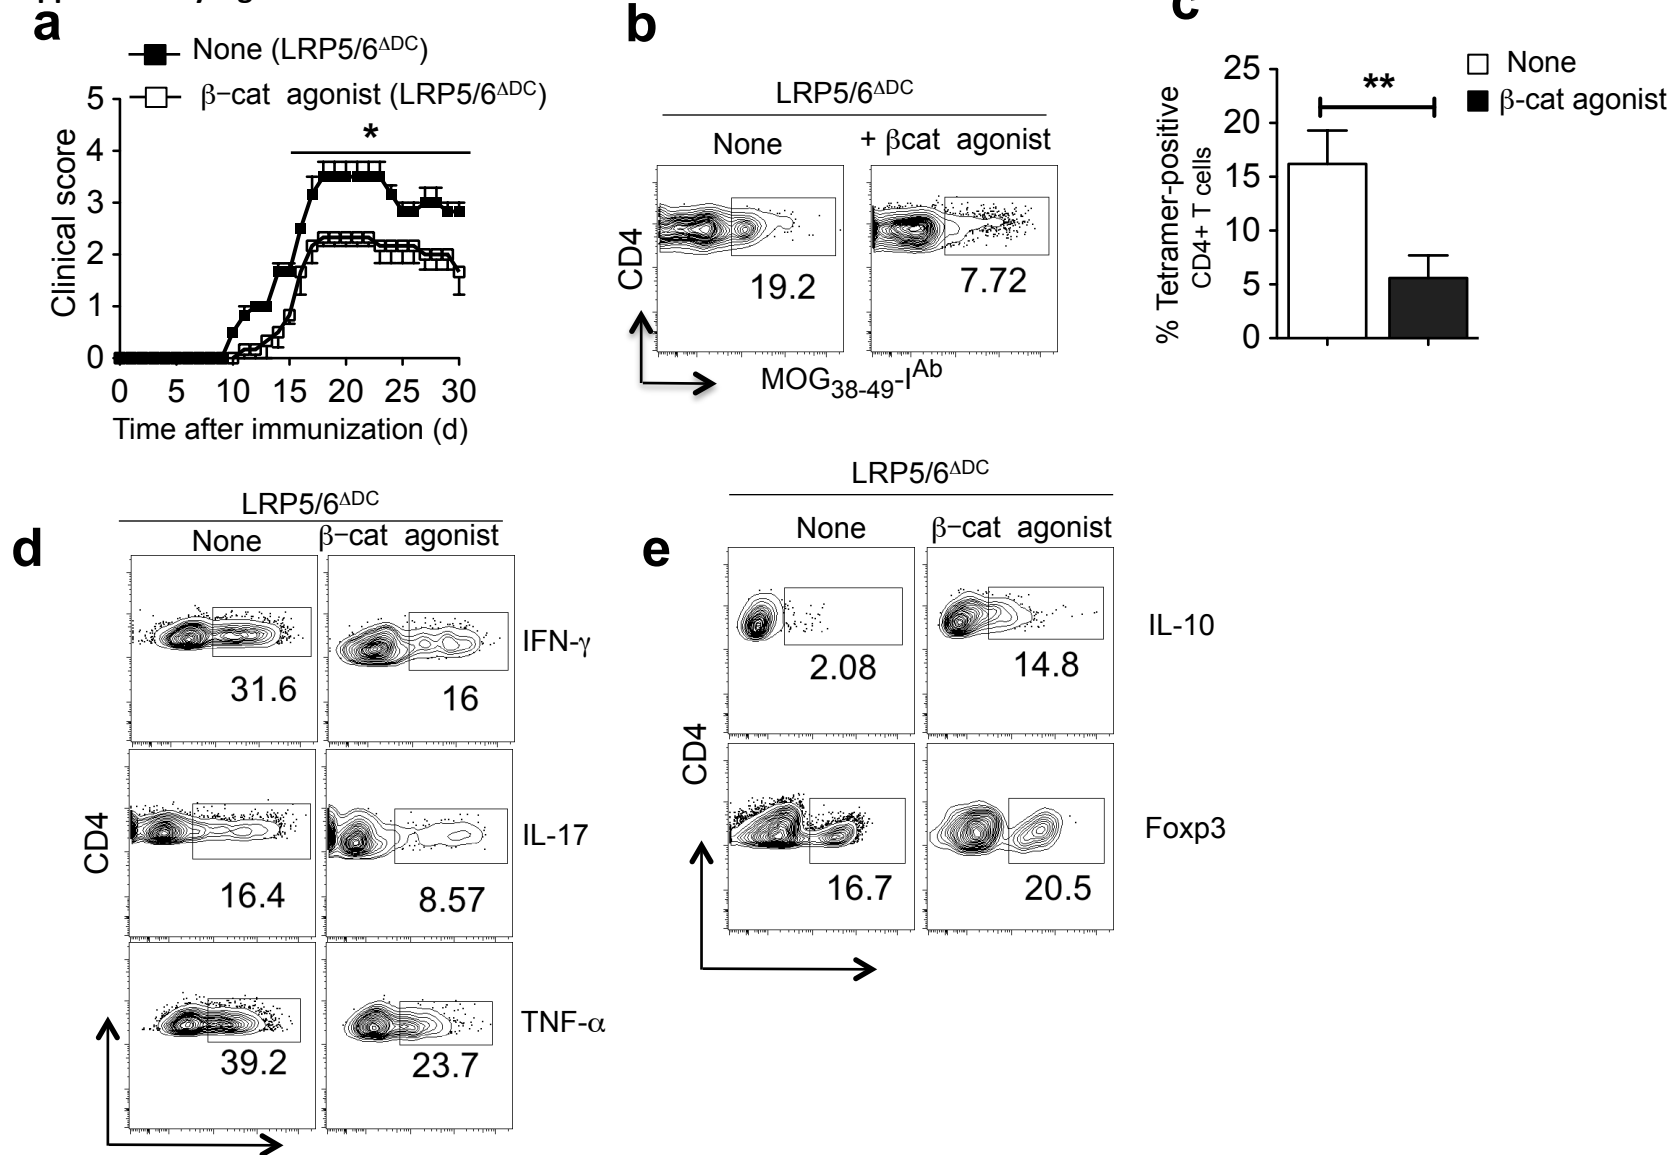 a
None (LRP5/6ΔDC)
β−cat agonist (LRP5/6ΔDC)
*
Clinical score
5
4
3
2
1
0
0 5 10 15 20 25 30
Time after immunization (d)
b
LRP5/6ΔDC
None + βcat agonist
CD4
19.2 7.72
MOG38-49-IAb
c
None
β-cat agonist
**
% Tetramer-positive
CD4+ T cells
25
20
15
10
5
0
d
LRP5/6ΔDC
None β−cat agonist
31.6 16 IFN-γ
16.4 8.57 IL-17
39.2 23.7 TNF-α
CD4
e
LRP5/6ΔDC
None β−cat agonist
2.08 14.8 IL-10
16.7 20.5 Foxp3
CD4